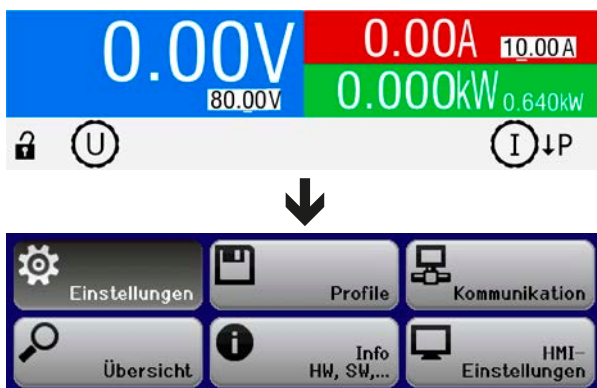 0.00V
80.00V
0.00A 10.00A
0.000kW 0.640kW
U
I ↓P
Einstellungen
Profile
Kommunikation
Übersicht
Info
HW, SW,...
HMI-
Einstellungen